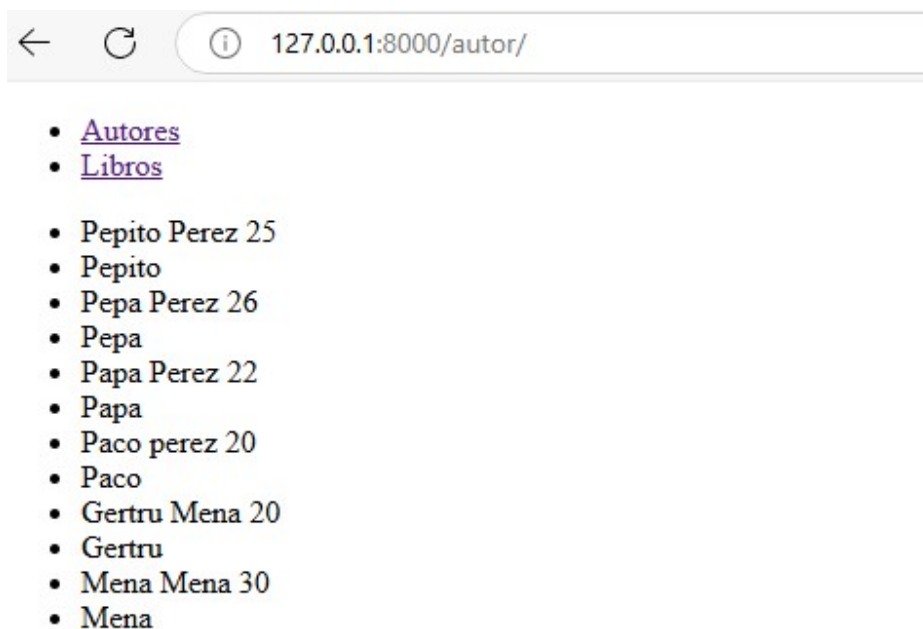 127.0.0.1:8000/autor/
Autores
Libros
Pepito Perez 25
Pepito
Pepa Perez 26
Pepa
Papa Perez 22
Papa
Paco perez 20
Paco
Gertru Mena 20
Gertru
Mena Mena 30
Mena